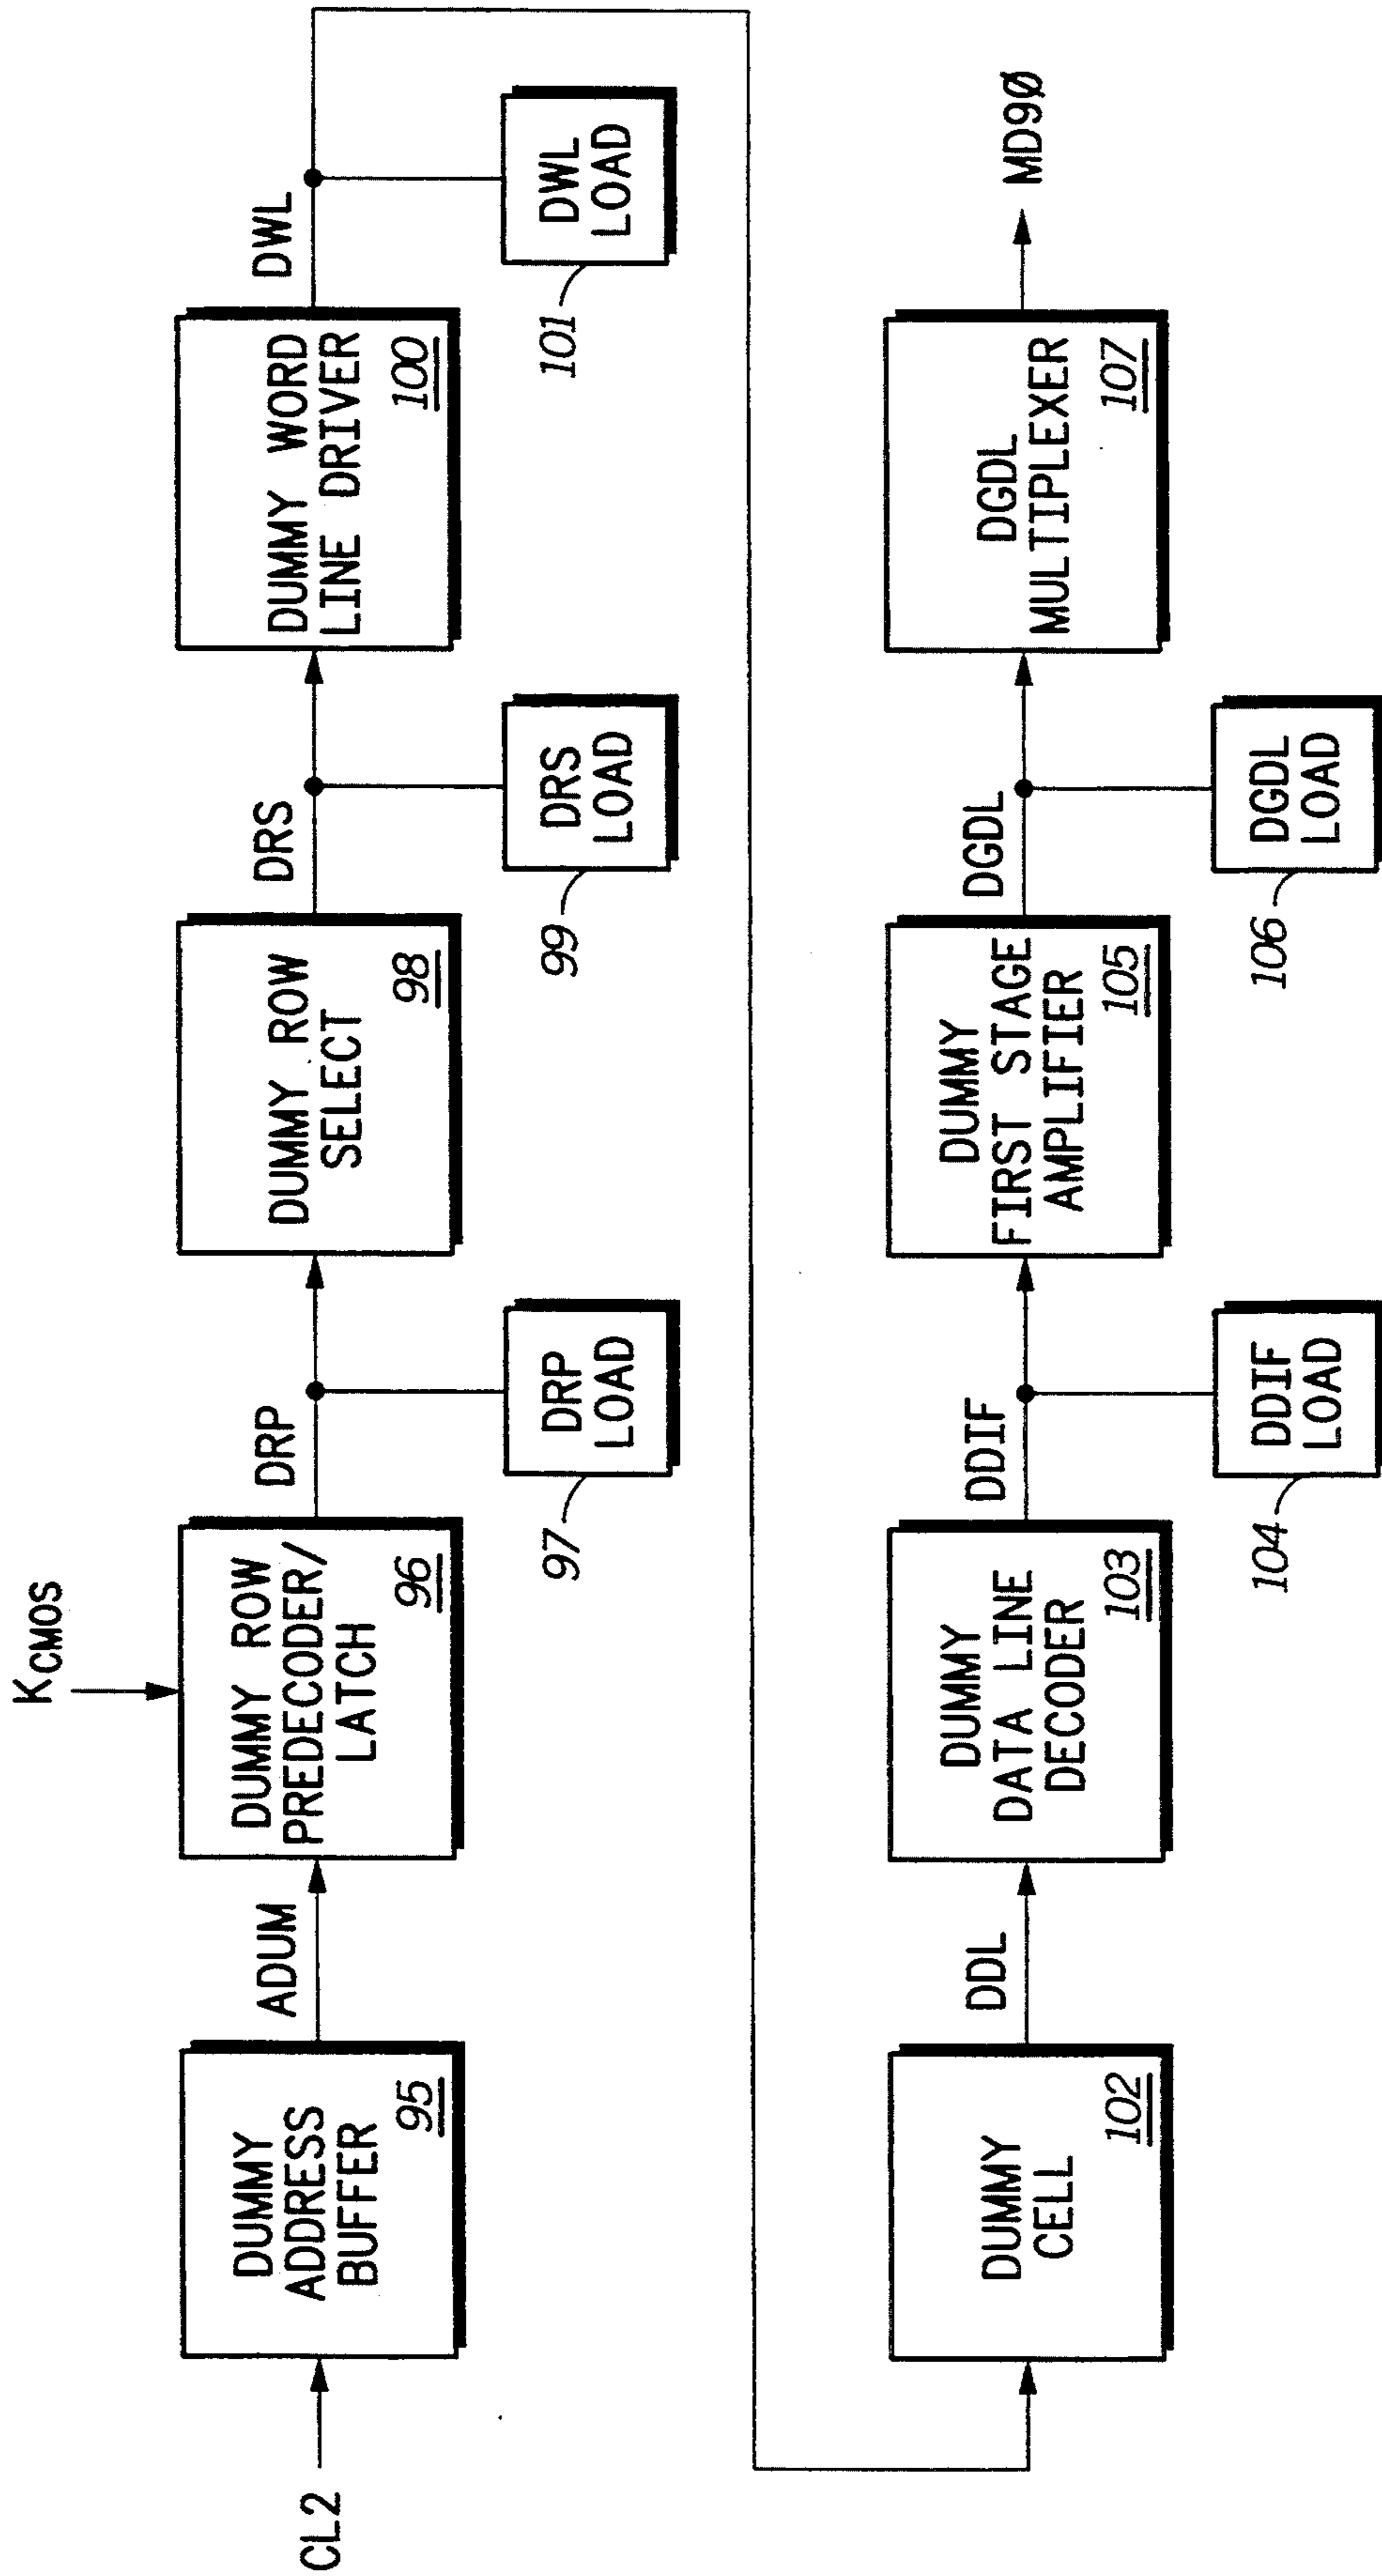 CL2
DUMMY
ADDRESS
BUFFER
95
ADUM
KCMOS
DUMMY ROW
PREDECODER/
LATCH
96
DRP
DRP
LOAD
97
DUMMY ROW
SELECT
98
DRS
DRS
LOAD
99
DUMMY WORD
LINE DRIVER
100
DWL
DWL
LOAD
101
DUMMY
CELL
102
DDL
DUMMY
DATA LINE
DECODER
103
DDIF
DDIF
LOAD
104
DUMMY
FIRST STAGE
AMPLIFIER
105
DGDL
DGDL
LOAD
106
DGDL
MULTIPLEXER
107
MD90